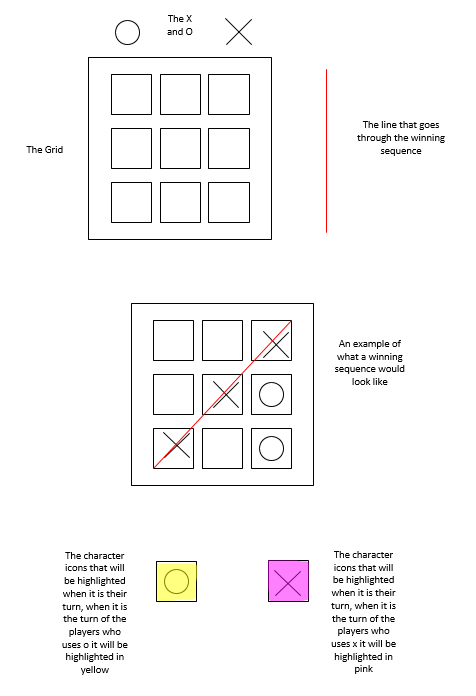 The X
and O
The Grid
The line that goes
through the winning
sequence
An example of
what a winning
sequence would
look like
The character
icons that will
be highlighted
when it is their
turn, when it is
the turn of the
players who
uses o it will be
highlighted in
yellow
The character
icons that will
be highlighted
when it is their
turn, when it is
the turn of the
players who
uses x it will be
highlighted in
pink